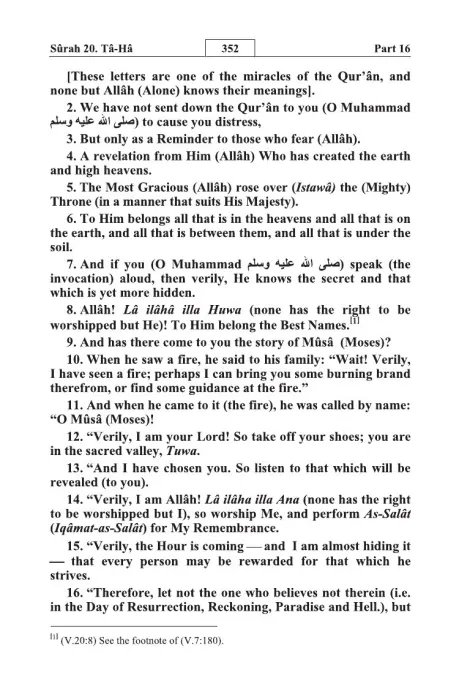 Sûrah 20. Tâ-Hâ 352 Part 16
[These letters are one of the miracles of the Qur'ân, and
none but Allâh (Alone) knows their meanings].
2. We have not sent down the Qur'ân to you (O Muhammad
صلى الله عليه وسلم) to cause you distress,
3. But only as a Reminder to those who fear (Allâh).
4. A revelation from Him (Allâh) Who has created the earth
and high heavens.
5. The Most Gracious (Allâh) rose over (Istawâ) the (Mighty)
Throne (in a manner that suits His Majesty).
6. To Him belongs all that is in the heavens and all that is on
the earth, and all that is between them, and all that is under the
soil.
7. And if you (O Muhammad صلى الله عليه وسلم) speak (the
invocation) aloud, then verily, He knows the secret and that
which is yet more hidden.
8. Allâh! Lâ ilâhâ illa Huwa (none has the right to be
worshipped but He)! To Him belong the Best Names.[1]
9. And has there come to you the story of Mûsâ (Moses)?
10. When he saw a fire, he said to his family: “Wait! Verily,
I have seen a fire; perhaps I can bring you some burning brand
therefrom, or find some guidance at the fire.”
11. And when he came to it (the fire), he was called by name:
“O Mûsâ (Moses)!
12. “Verily, I am your Lord! So take off your shoes; you are
in the sacred valley, Tuwa.
13. “And I have chosen you. So listen to that which will be
revealed (to you).
14. “Verily, I am Allâh! Lâ ilâha illa Ana (none has the right
to be worshipped but I), so worship Me, and perform As-Salât
(Iqâmat-as-Salât) for My Remembrance.
15. “Verily, the Hour is coming — and I am almost hiding it
— that every person may be rewarded for that which he
strives.
16. “Therefore, let not the one who believes not therein (i.e.
in the Day of Resurrection, Reckoning, Paradise and Hell.), but
[1] (V.20:8) See the footnote of (V.7:180).